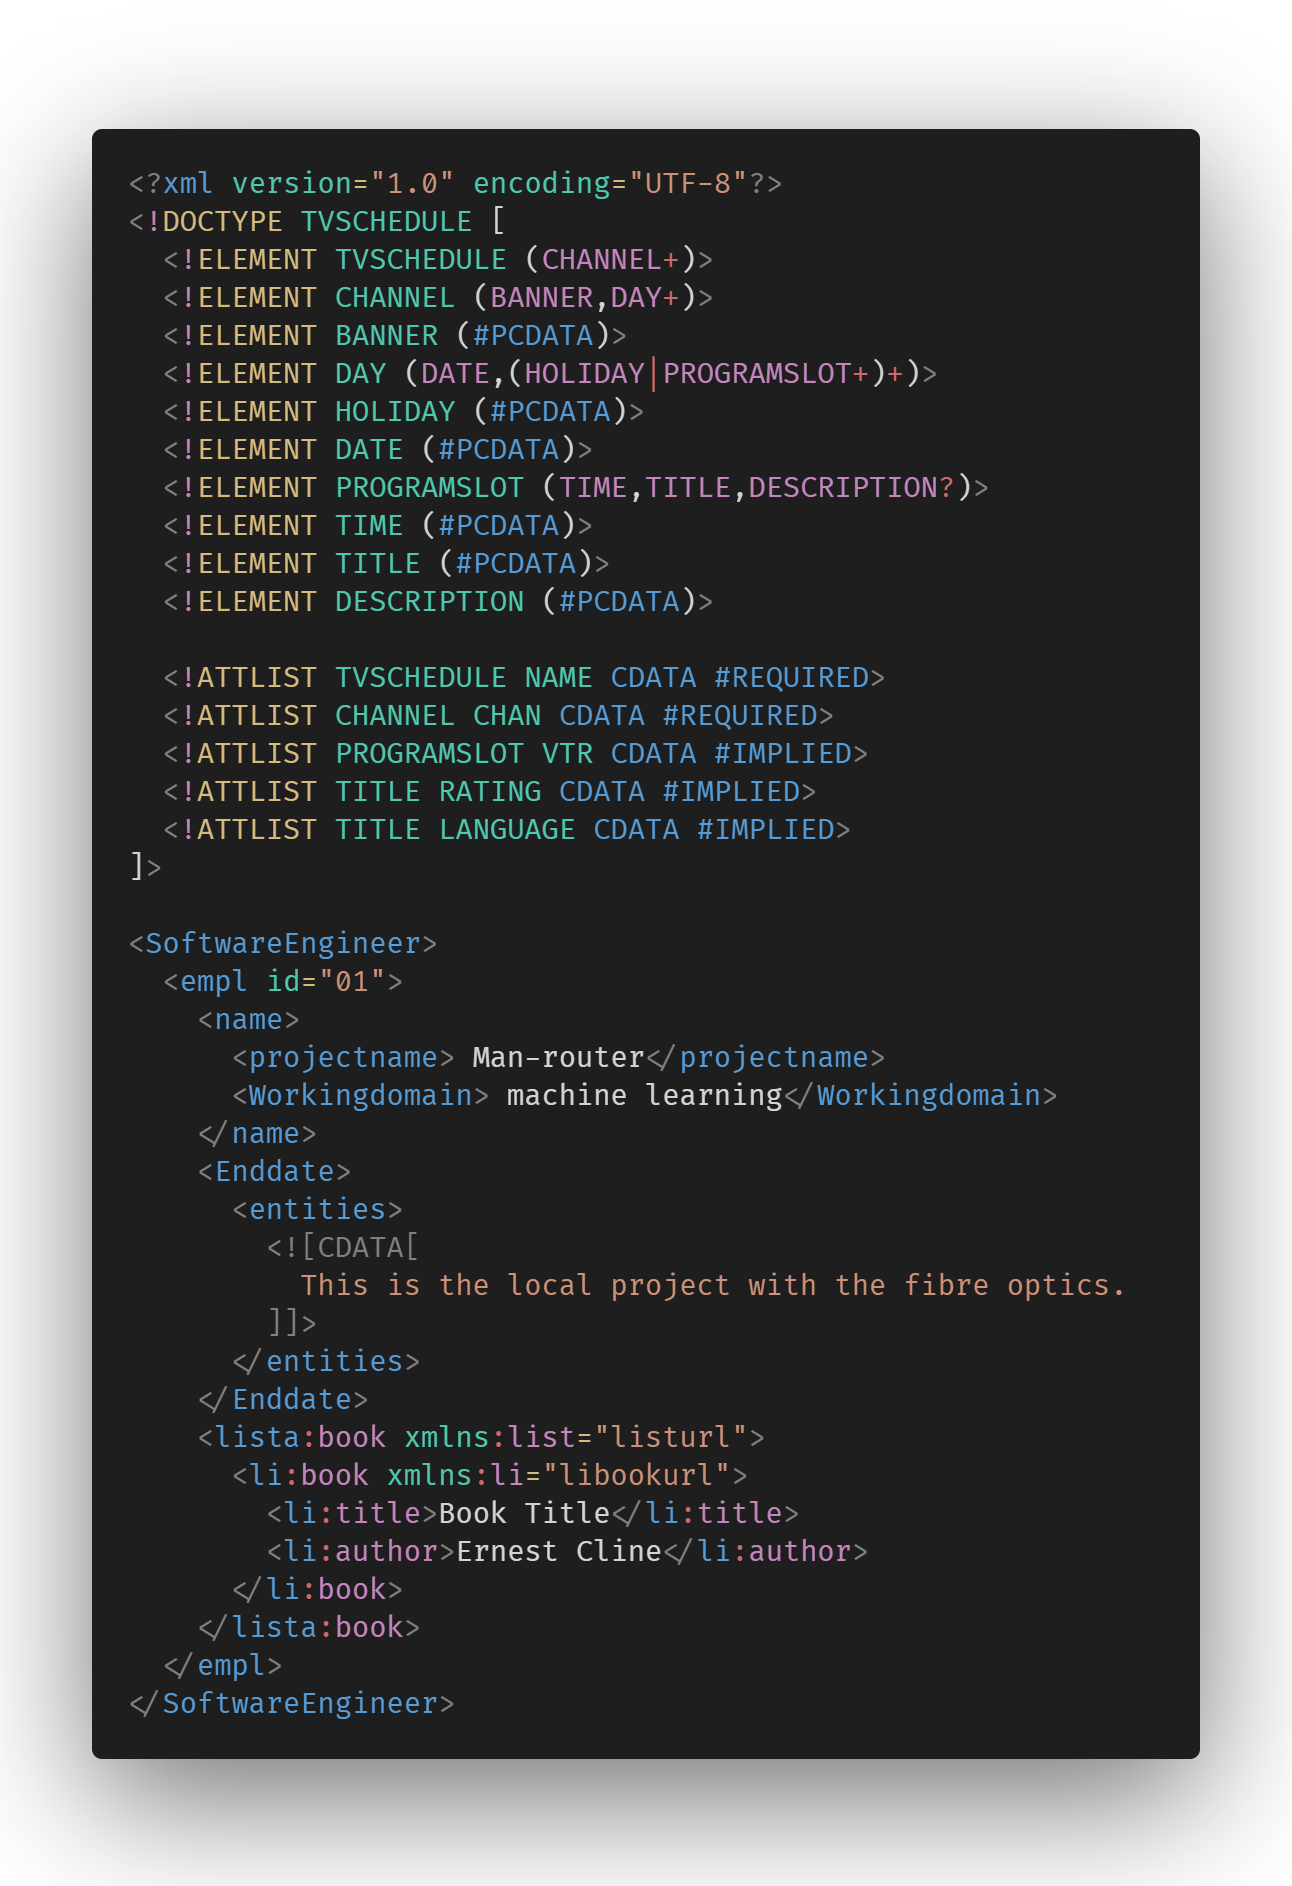 <?xml version="1.0" encoding="UTF-8"?>
<!DOCTYPE TVSCHEDULE [
  <!ELEMENT TVSCHEDULE (CHANNEL+)>
  <!ELEMENT CHANNEL (BANNER,DAY+)>
  <!ELEMENT BANNER (#PCDATA)>
  <!ELEMENT DAY (DATE,(HOLIDAY|PROGRAMSLOT+)+)>
  <!ELEMENT HOLIDAY (#PCDATA)>
  <!ELEMENT DATE (#PCDATA)>
  <!ELEMENT PROGRAMSLOT (TIME,TITLE,DESCRIPTION?)>
  <!ELEMENT TIME (#PCDATA)>
  <!ELEMENT TITLE (#PCDATA)>
  <!ELEMENT DESCRIPTION (#PCDATA)>

  <!ATTLIST TVSCHEDULE NAME CDATA #REQUIRED>
  <!ATTLIST CHANNEL CHAN CDATA #REQUIRED>
  <!ATTLIST PROGRAMSLOT VTR CDATA #IMPLIED>
  <!ATTLIST TITLE RATING CDATA #IMPLIED>
  <!ATTLIST TITLE LANGUAGE CDATA #IMPLIED>
]>

<SoftwareEngineer>
  <empl id="01">
    <name>
      <projectname> Man-router</projectname>
      <Workingdomain> machine learning</Workingdomain>
    </name>
    <Enddate>
      <entities>
        <![CDATA[
          This is the local project with the fibre optics.
        ]]>
      </entities>
    </Enddate>
    <lista:book xmlns:list="listurl">
      <li:book xmlns:li="libookurl">
        <li:title>Book Title</li:title>
        <li:author>Ernest Cline</li:author>
      </li:book>
    </lista:book>
  </empl>
</SoftwareEngineer>